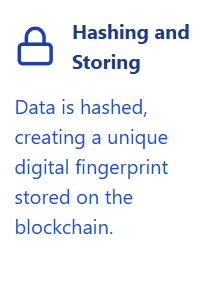 Hashing and
Storing
Data is hashed,
creating a unique
digital fingerprint
stored on the
blockchain.